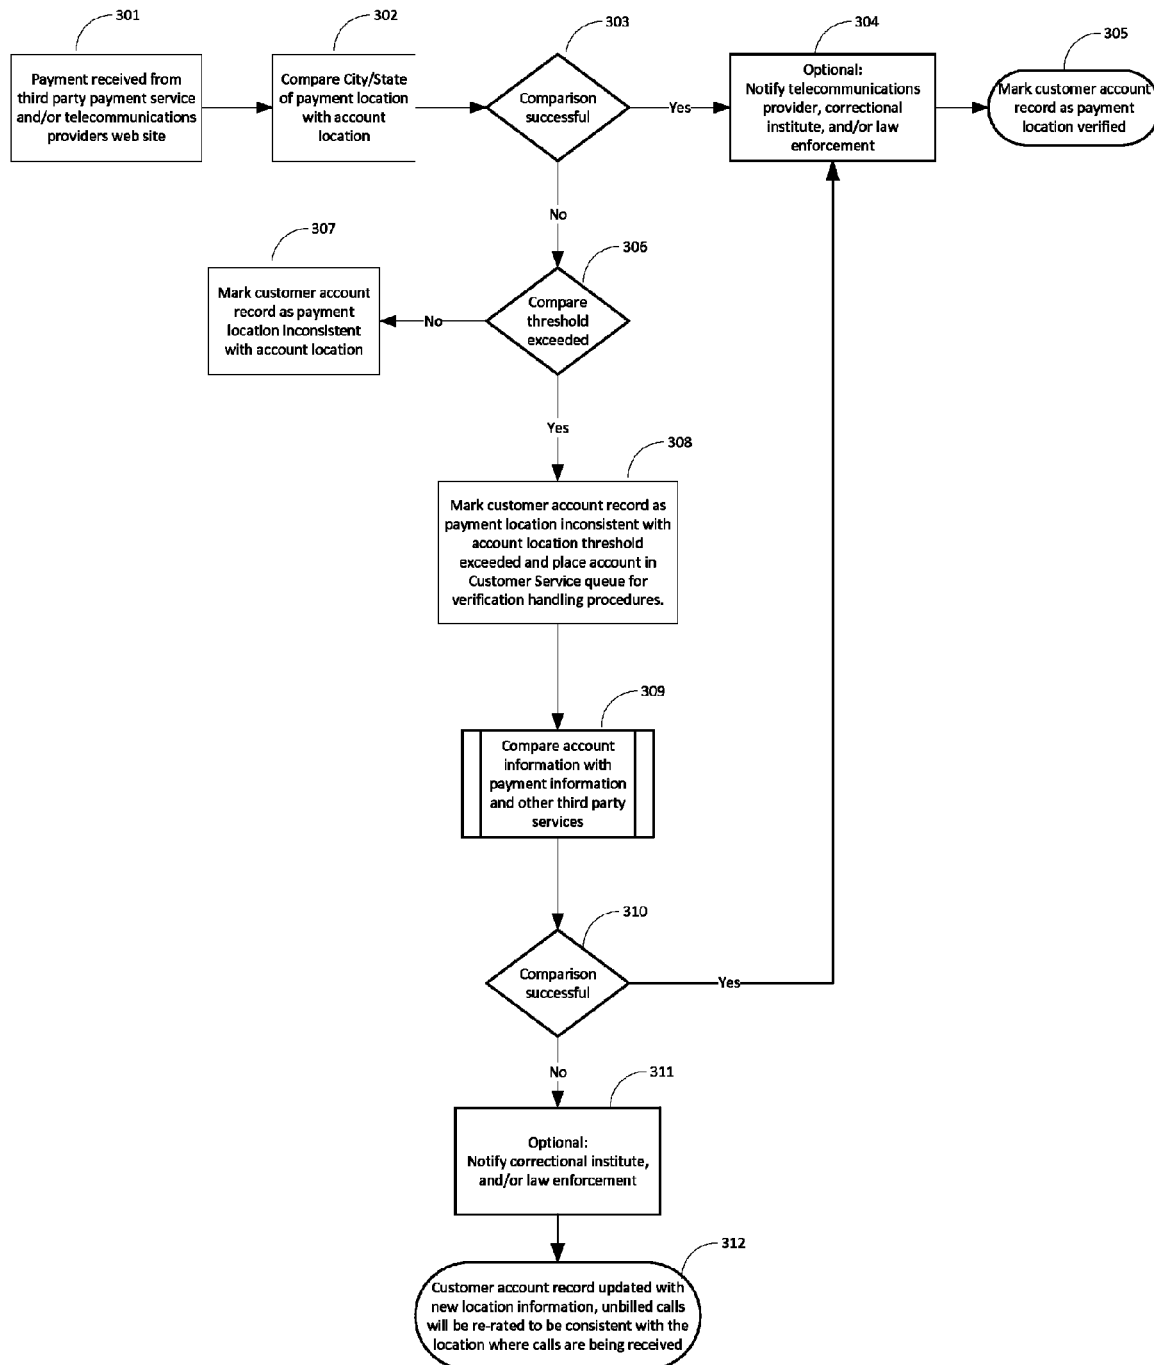 301
Payment received from
third party payment service
and/or telecommunications
providers web site
302
Compare City/State
of payment location
with account
location
303
Comparison
successful
Yes
304
Optional:
Notify telecommunications
provider, correctional
institute, and/or law
enforcement
305
Mark customer account
record as payment
location verified
No
306
Compare
threshold
exceeded
No
307
Mark customer account
record as payment
location inconsistent
with account location
Yes
308
Mark customer account record as
payment location inconsistent with
account location threshold
exceeded and place account in
Customer Service queue for
verification handling procedures.
309
Compare account
information with
payment information
and other third party
services
310
Comparison
successful
Yes
No
311
Optional:
Notify correctional institute,
and/or law enforcement
312
Customer account record updated with
new location information, unbilled calls
will be re-rated to be consistent with the
location where calls are being received